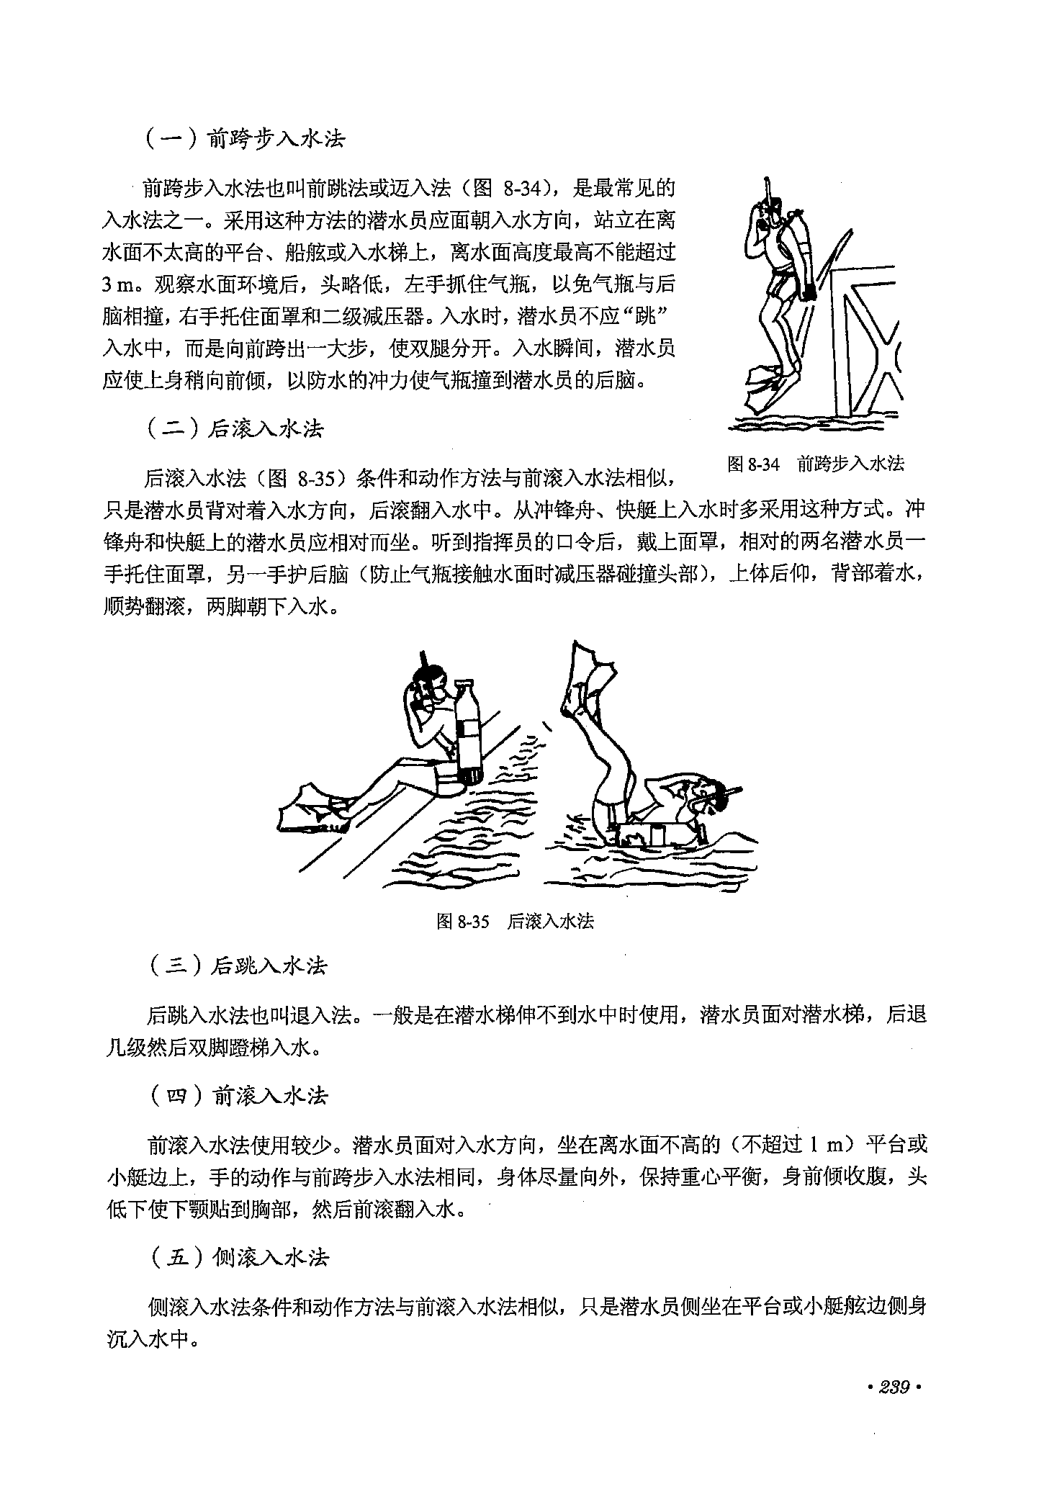 （一）前跨步入水法
前跨步入水法也叫前跳法或迈入法（图 8-34），是最常见的
入水法之一。采用这种方法的潜水员应面朝入水方向，站立在离
水面不太高的平台、船舷或入水梯上，离水面高度最高不能超过
3 m。观察水面环境后，头略低，左手抓住气瓶，以免气瓶与后
脑相撞，右手托住面罩和二级减压器。入水时，潜水员不应“跳”
入水中，而是向前跨出一大步，使双腿分开。入水瞬间，潜水员
应使上身稍向前倾，以防水的冲力使气瓶撞到潜水员的后脑。
图 8-34 前跨步入水法
（二）后滚入水法
后滚入水法（图 8-35）条件和动作方法与前滚入水法相似，
只是潜水员背对着入水方向，后滚翻入水中。从冲锋舟、快艇上入水时多采用这种方式。冲
锋舟和快艇上的潜水员应相对而坐。听到指挥员的口令后，戴上面罩，相对的两名潜水员一
手托住面罩，另一手护后脑（防止气瓶接触水面时减压器碰撞头部），上体后仰，背部着水，
顺势翻滚，两脚朝下入水。
图 8-35 后滚入水法
（三）后跳入水法
后跳入水法也叫退入法。一般是在潜水梯伸不到水中时使用，潜水员面对潜水梯，后退
几级然后双脚蹬梯入水。
（四）前滚入水法
前滚入水法使用较少。潜水员面对入水方向，坐在离水面不高的（不超过 1 m）平台或
小艇边上，手的动作与前跨步入水法相同，身体尽量向外，保持重心平衡，身前倾收腹，头
低下使下颚贴到胸部，然后前滚翻入水。
（五）侧滚入水法
侧滚入水法条件和动作方法与前滚入水法相似，只是潜水员侧坐在平台或小艇舷边侧身
沉入水中。
·239·